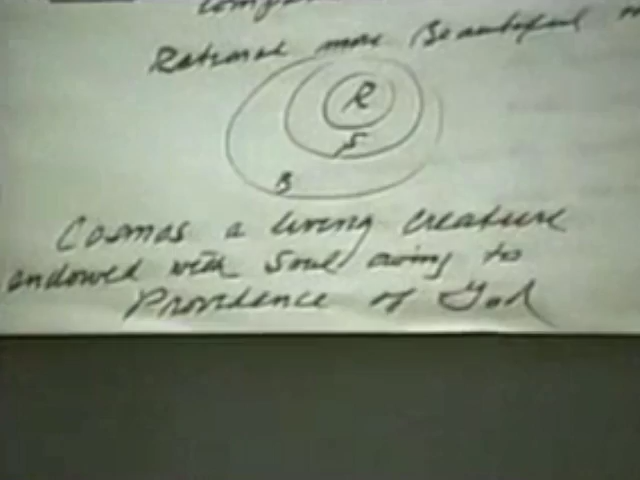 Rational more Beautiful
R
S
B
Cosmos a living creature
endowed with Soul owing to
Providence of God